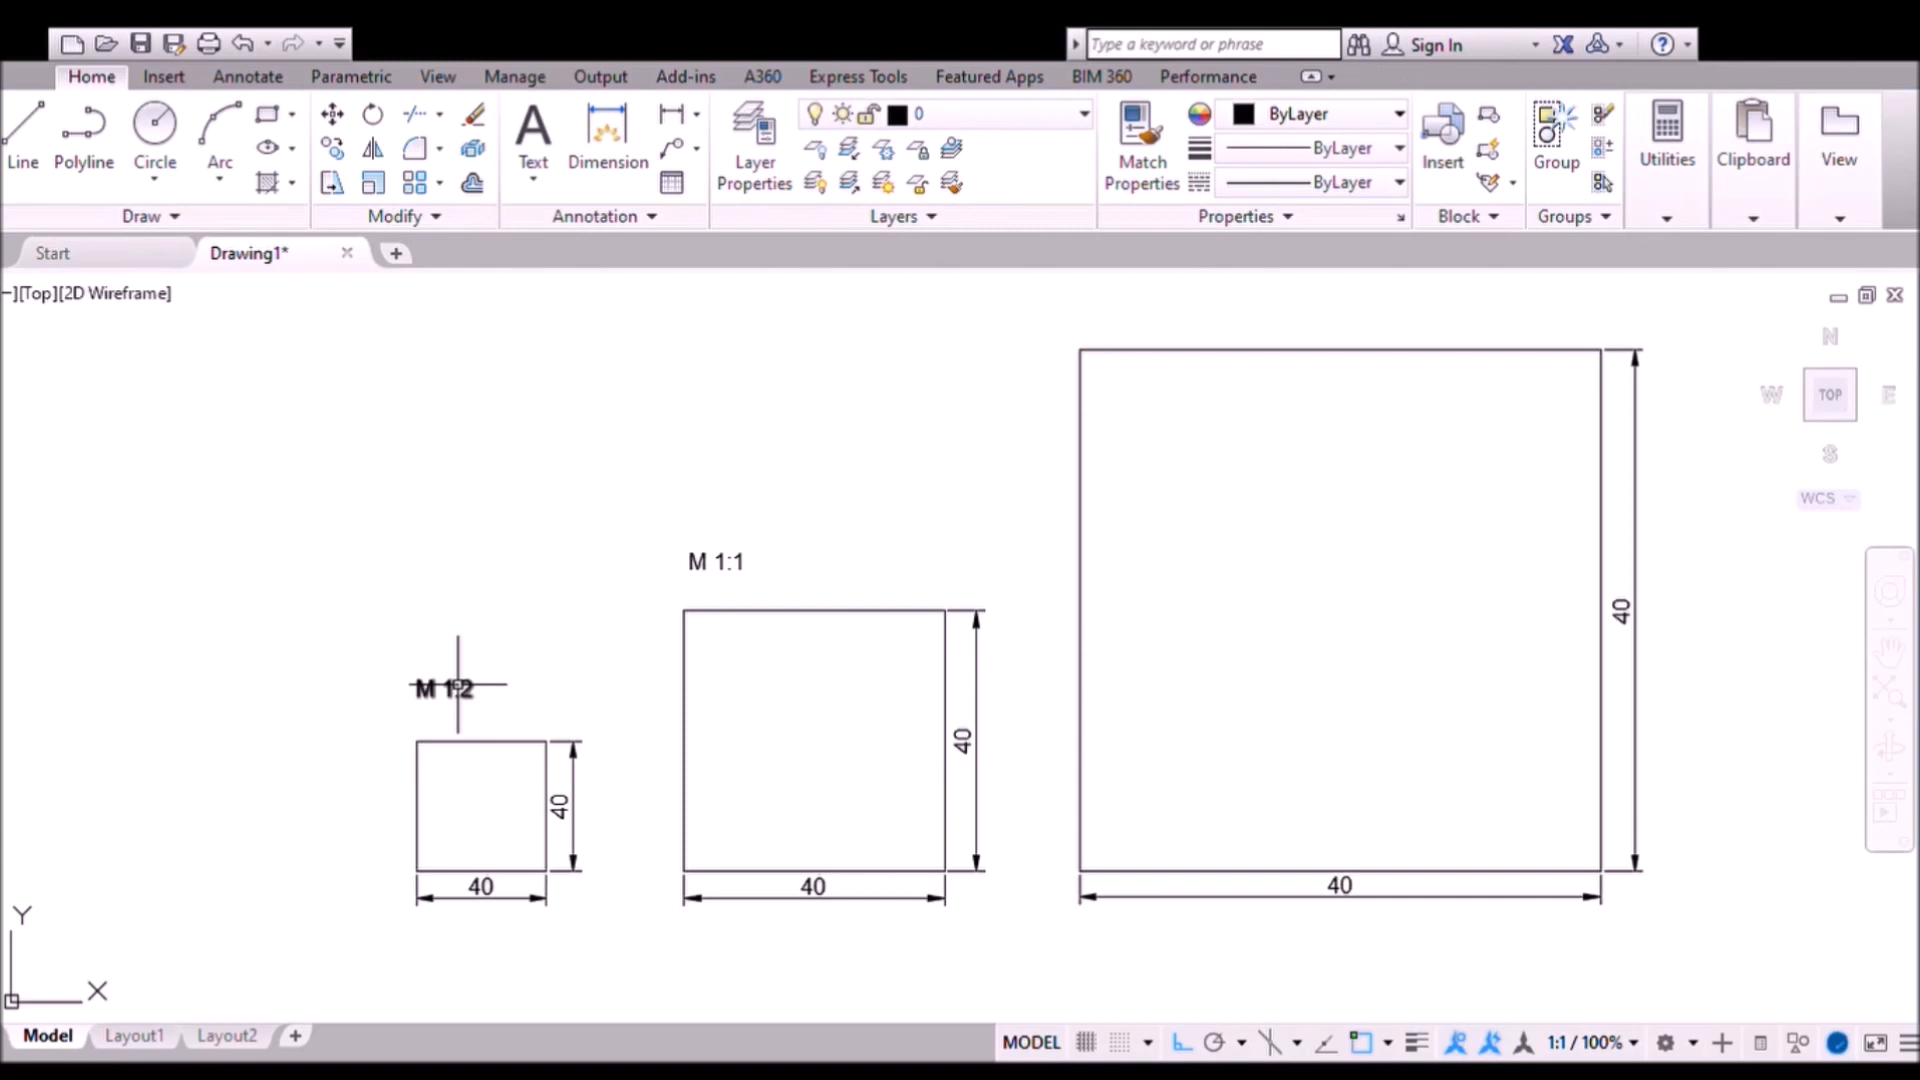 Type a keyword or phrase
Sign In
Home Insert Annotate Parametric View Manage Output Add-ins A360 Express Tools Featured Apps BIM 360 Performance
Line Polyline Circle Arc
Text Dimension
Layer Properties
0
Match Properties
ByLayer
ByLayer
ByLayer
Insert
Group
Utilities
Clipboard
View
Draw Modify Annotation Layers Properties Block Groups
Start Drawing1*
–][Top][2D Wireframe]
N
W TOP E
S
WCS
M 1:1
M 1:2
40
40
40
40
40
40
Y
X
Model Layout1 Layout2
MODEL 1:1 / 100%